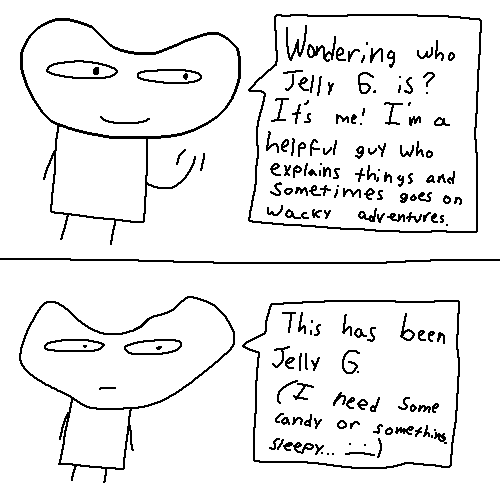 Wondering who
Jelly G. is?
It's me! I'm a
helpful guy who
explains things and
sometimes goes on
wacky adventures.
This has been
Jelly G.
(I need some
candy or something.
sleepy... :__:)